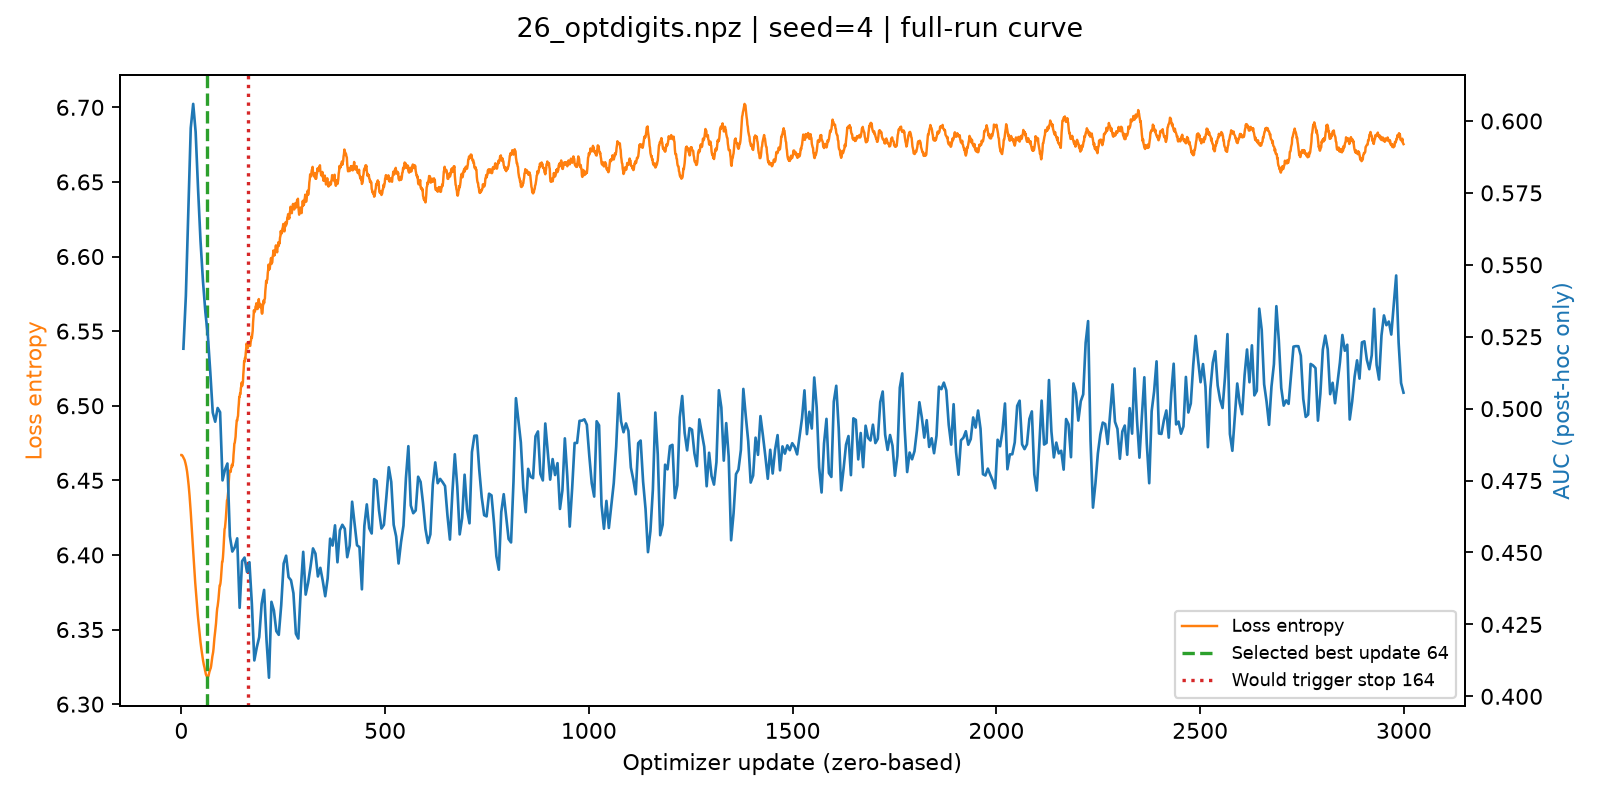 26_optdigits.npz | seed=4 | full-run curve
6.70
6.65
6.60
6.55
6.50
6.45
6.40
6.35
6.30
Loss entropy
0.600
0.575
0.550
0.525
0.500
0.475
0.450
0.425
0.400
AUC (post-hoc only)
Loss entropy
Selected best update 64
Would trigger stop 164
0 500 1000 1500 2000 2500 3000
Optimizer update (zero-based)